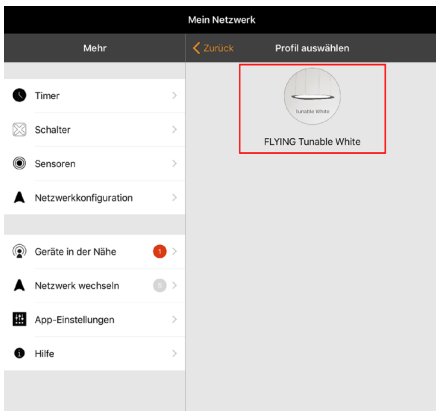 Mein Netzwerk
Mehr
Zurück
Profil auswählen
Timer
Schalter
Sensoren
Netzwerkkonfiguration
Geräte in der Nähe 1
Netzwerk wechseln
App-Einstellungen
Hilfe
Tunable White
FLYING Tunable White